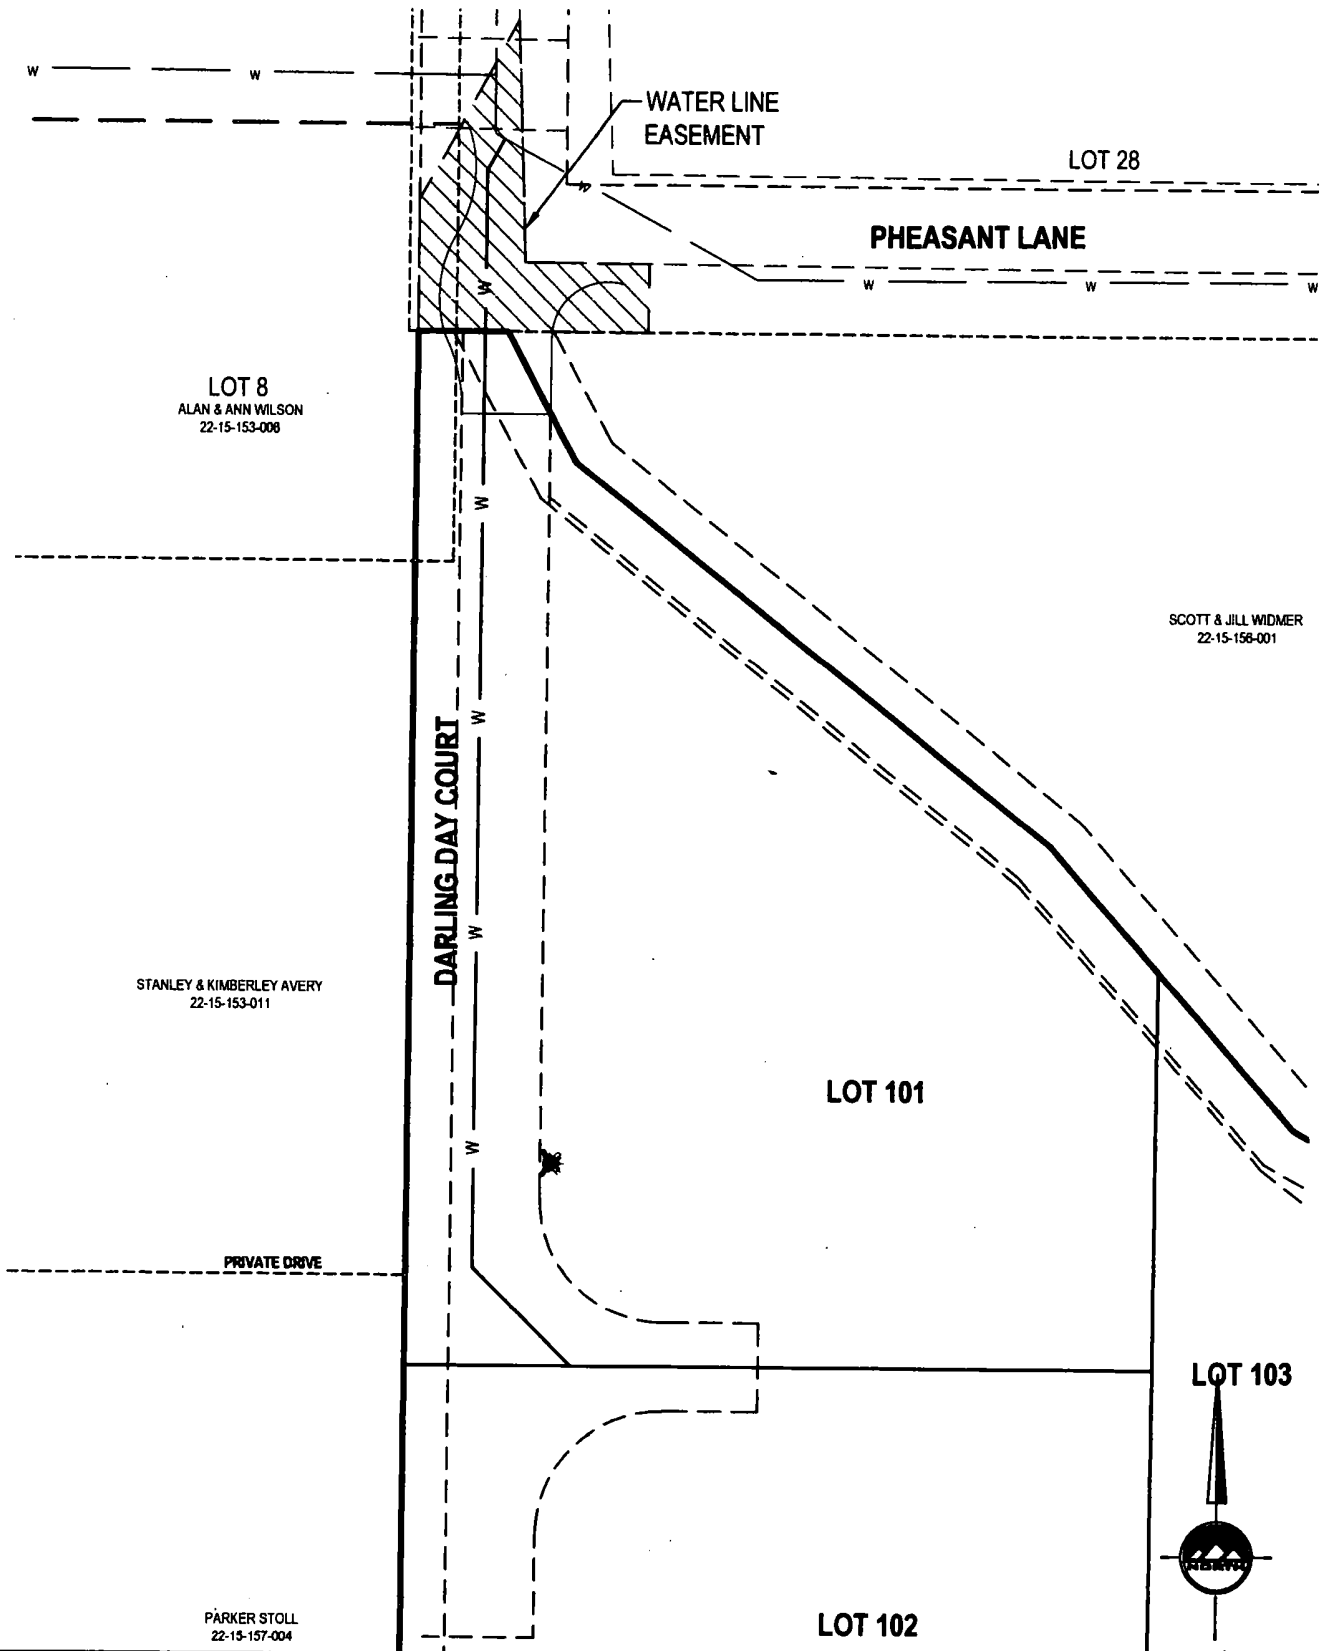 W
W
WATER LINE
EASEMENT
LOT 28
W
PHEASANT LANE
W
W
W
W
LOT 8
ALAN & ANN WILSON
22-15-153-006
W
SCOTT & JILL WIDMER
22-15-156-001
W
DARLING DAY COURT
W
STANLEY & KIMBERLEY AVERY
22-15-153-011
LOT 101
W
PRIVATE DRIVE
LOT 103
NORTH
PARKER STOLL
22-15-157-004
LOT 102